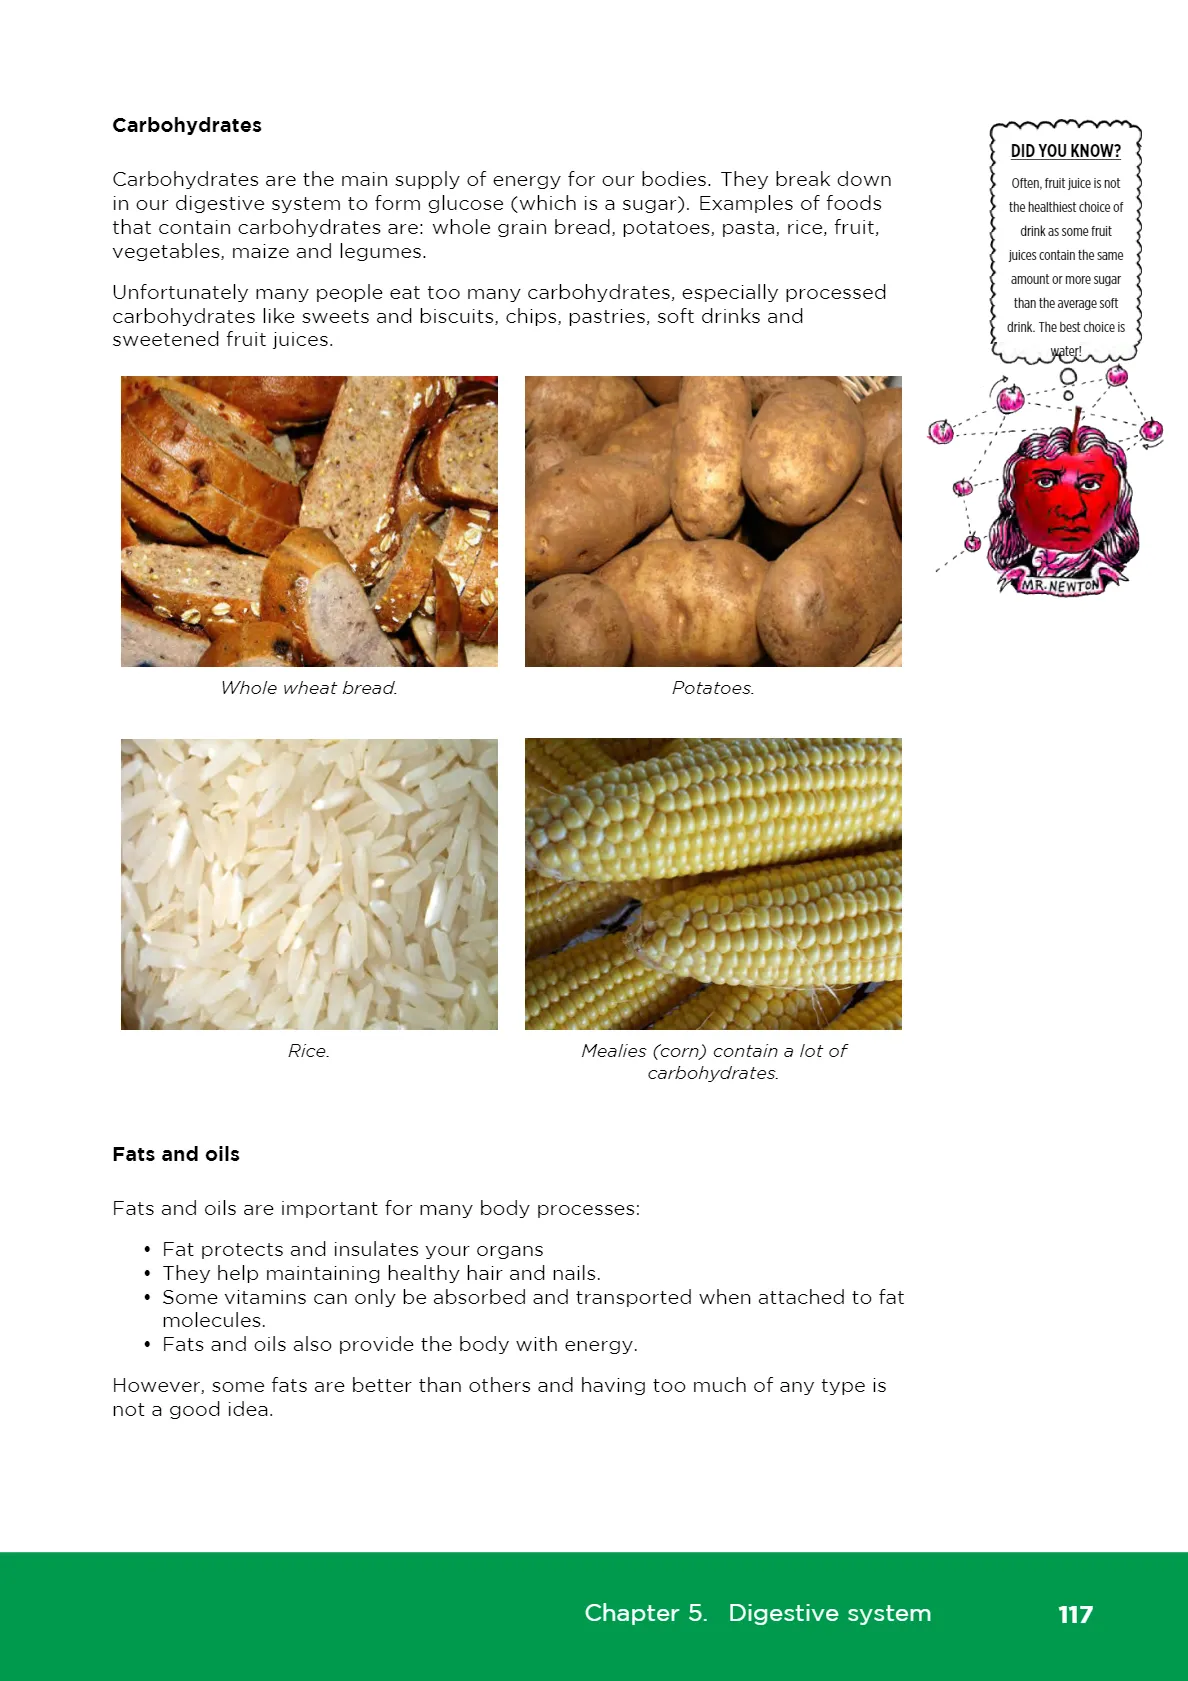 Carbohydrates
Carbohydrates are the main supply of energy for our bodies. They break down
in our digestive system to form glucose (which is a sugar). Examples of foods
that contain carbohydrates are: whole grain bread, potatoes, pasta, rice, fruit,
vegetables, maize and legumes.
Unfortunately many people eat too many carbohydrates, especially processed
carbohydrates like sweets and biscuits, chips, pastries, soft drinks and
sweetened fruit juices.
DID YOU KNOW?
Often, fruit juice is not
the healthiest choice of
drink as some fruit
juices contain the same
amount or more sugar
than the average soft
drink. The best choice is
water!
MR. NEWTON
Whole wheat bread.
Potatoes.
Rice.
Mealies (corn) contain a lot of
carbohydrates.
Fats and oils
Fats and oils are important for many body processes:
• Fat protects and insulates your organs
• They help maintaining healthy hair and nails.
• Some vitamins can only be absorbed and transported when attached to fat
molecules.
• Fats and oils also provide the body with energy.
However, some fats are better than others and having too much of any type is
not a good idea.
Chapter 5. Digestive system 117